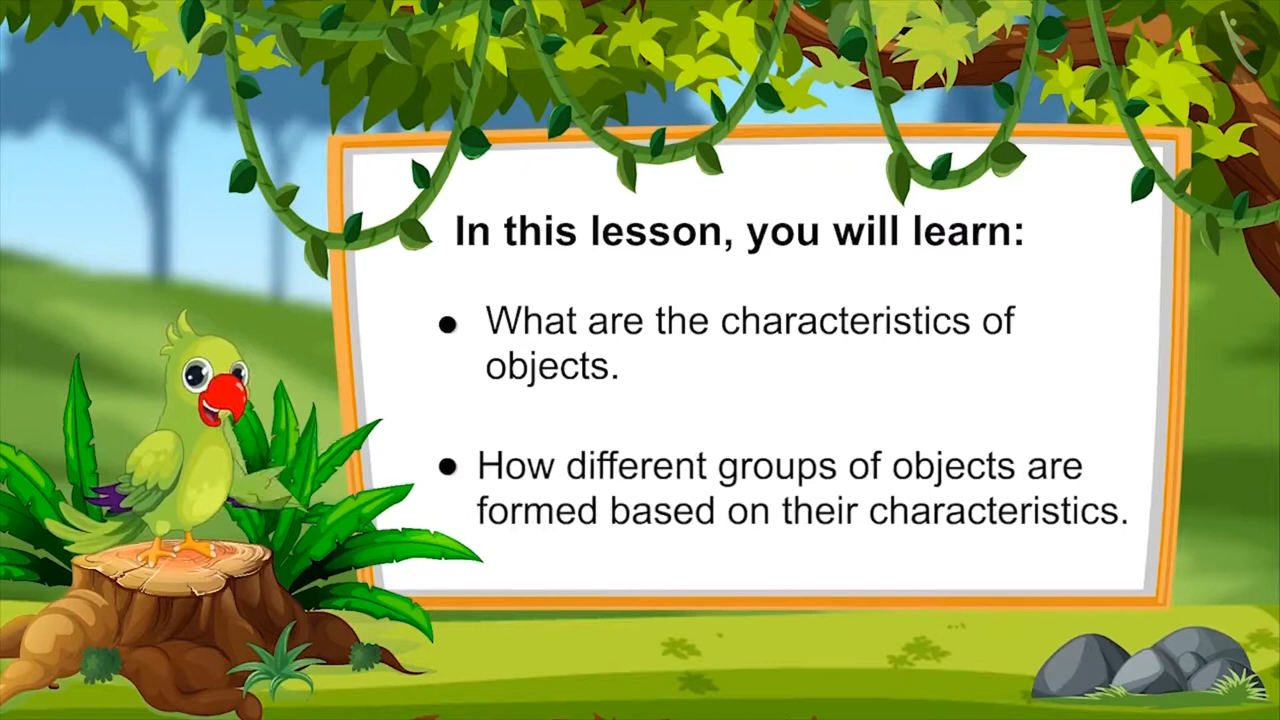 In this lesson, you will learn:
● What are the characteristics of
objects.
● How different groups of objects are
formed based on their characteristics.